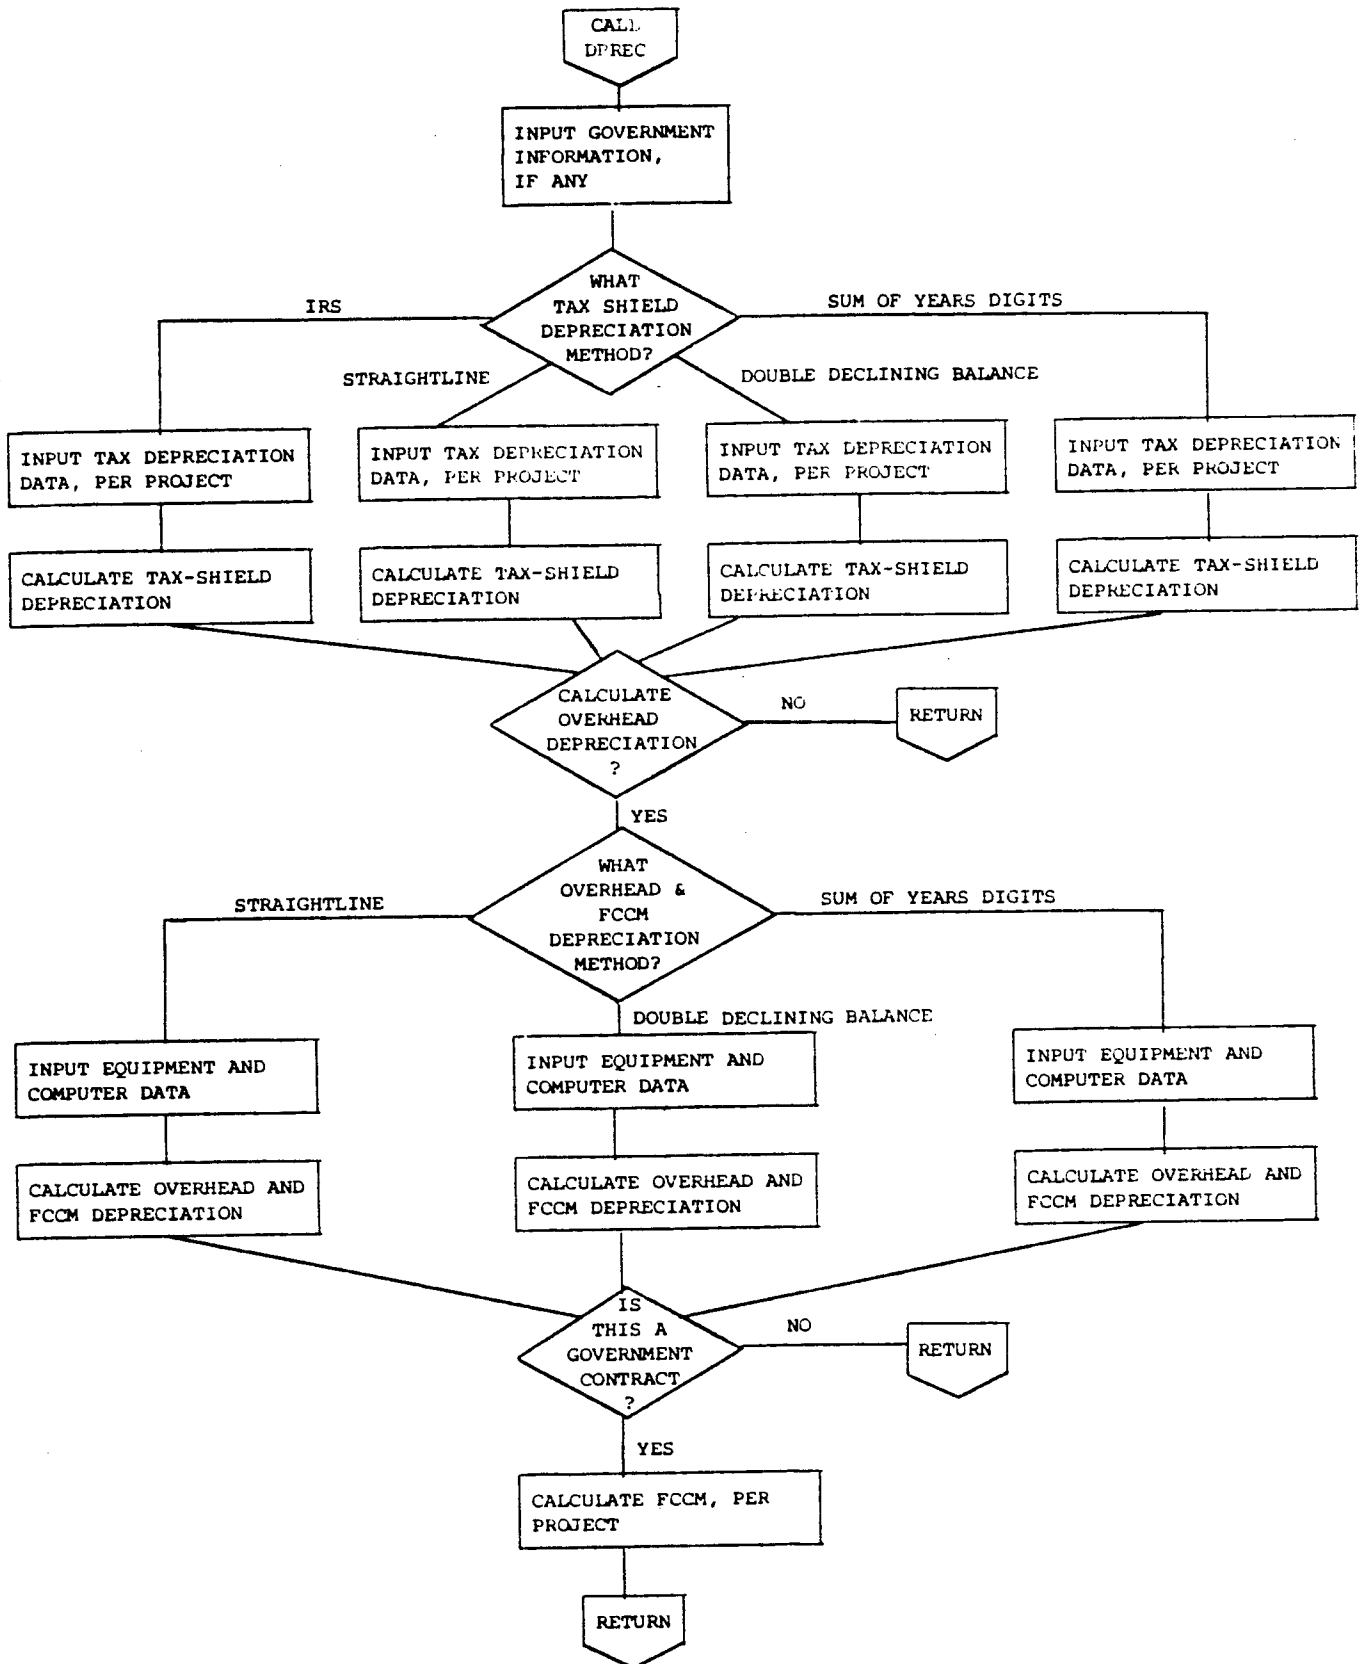 CALL
DPREC
INPUT GOVERNMENT
INFORMATION,
IF ANY
WHAT
TAX SHIELD
DEPRECIATION
METHOD?
IRS
SUM OF YEARS DIGITS
STRAIGHTLINE
DOUBLE DECLINING BALANCE
INPUT TAX DEPRECIATION
DATA, PER PROJECT
INPUT TAX DEPRECIATION
DATA, PER PROJECT
INPUT TAX DEPRECIATION
DATA, PER PROJECT
INPUT TAX DEPRECIATION
DATA, PER PROJECT
CALCULATE TAX-SHIELD
DEPRECIATION
CALCULATE TAX-SHIELD
DEPRECIATION
CALCULATE TAX-SHIELD
DEPRECIATION
CALCULATE TAX-SHIELD
DEPRECIATION
CALCULATE
OVERHEAD
DEPRECIATION
?
NO
RETURN
YES
WHAT
OVERHEAD &
FCCM
DEPRECIATION
METHOD?
STRAIGHTLINE
SUM OF YEARS DIGITS
DOUBLE DECLINING BALANCE
INPUT EQUIPMENT AND
COMPUTER DATA
INPUT EQUIPMENT AND
COMPUTER DATA
INPUT EQUIPMENT AND
COMPUTER DATA
CALCULATE OVERHEAD AND
FCCM DEPRECIATION
CALCULATE OVERHEAD AND
FCCM DEPRECIATION
CALCULATE OVERHEAD AND
FCCM DEPRECIATION
IS
THIS A
GOVERNMENT
CONTRACT
?
NO
RETURN
YES
CALCULATE FCCM, PER
PROJECT
RETURN